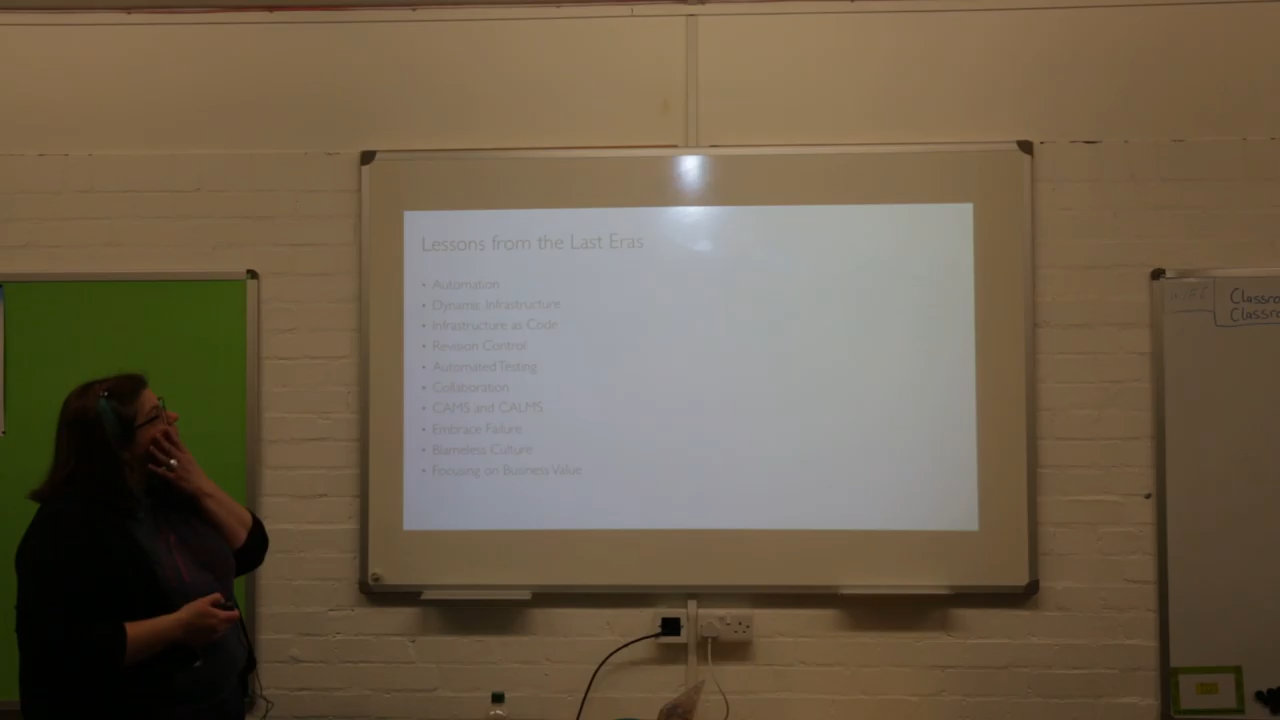 Lessons from the Last Eras
• Automation
• Dynamic Infrastructure
• Infrastructure as Code
• Revision Control
• Automated Testing
• Collaboration
• CAMS and CALMS
• Embrace Failure
• Blameless Culture
• Focusing on Business Value
WIFI